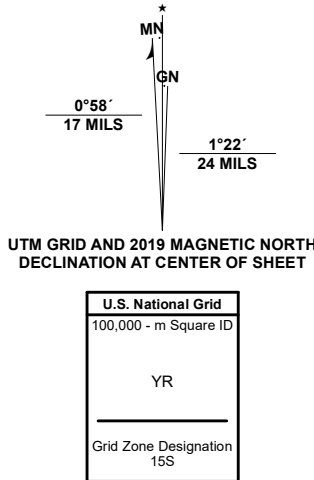 ★
MN
GN
0°58´
17 MILS
1°22´
24 MILS
UTM GRID AND 2019 MAGNETIC NORTH
DECLINATION AT CENTER OF SHEET
U.S. National Grid
100,000 - m Square ID
YR
Grid Zone Designation
15S